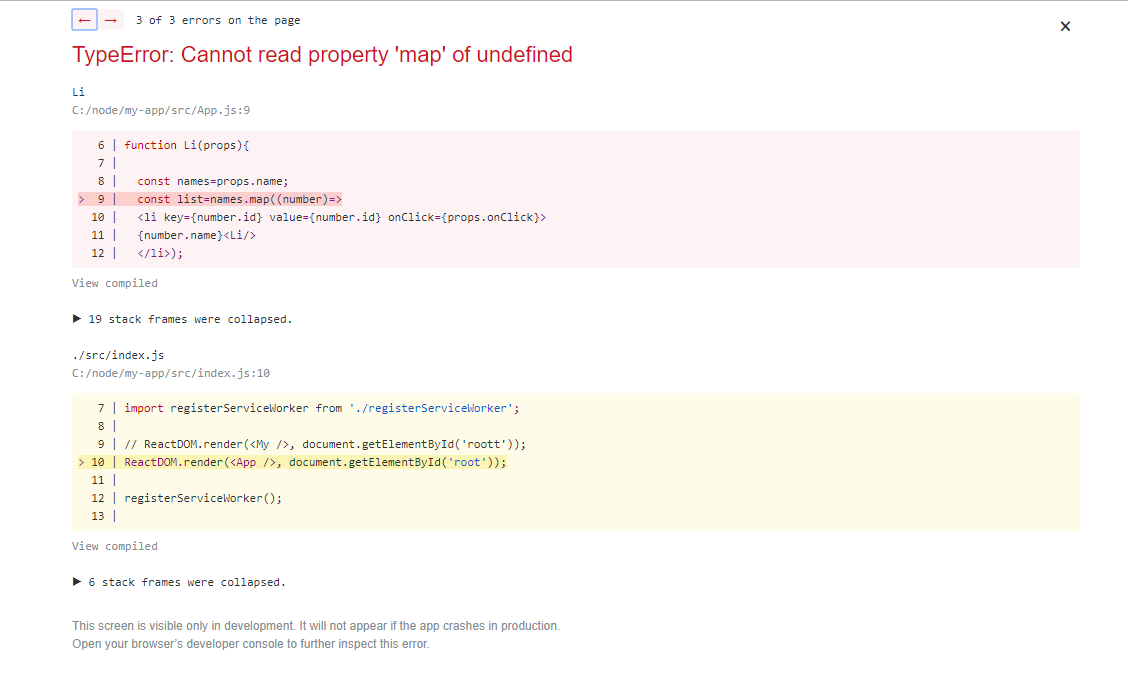 ← → 3 of 3 errors on the page ×
TypeError: Cannot read property 'map' of undefined
Li
C:/node/my-app/src/App.js:9
6 | function Li(props){
7 |
8 | const names=props.name;
> 9 | const list=names.map((number)=>
10 | <li key={number.id} value={number.id} onClick={props.onClick}>
11 | {number.name}<Li/>
12 | </li>);
View compiled
▶ 19 stack frames were collapsed.
./src/index.js
C:/node/my-app/src/index.js:10
7 | import registerServiceWorker from './registerServiceWorker';
8 |
9 | // ReactDOM.render(<My />, document.getElementById('roott'));
> 10 | ReactDOM.render(<App />, document.getElementById('root'));
11 |
12 | registerServiceWorker();
13 |
View compiled
▶ 6 stack frames were collapsed.
This screen is visible only in development. It will not appear if the app crashes in production.
Open your browser's developer console to further inspect this error.